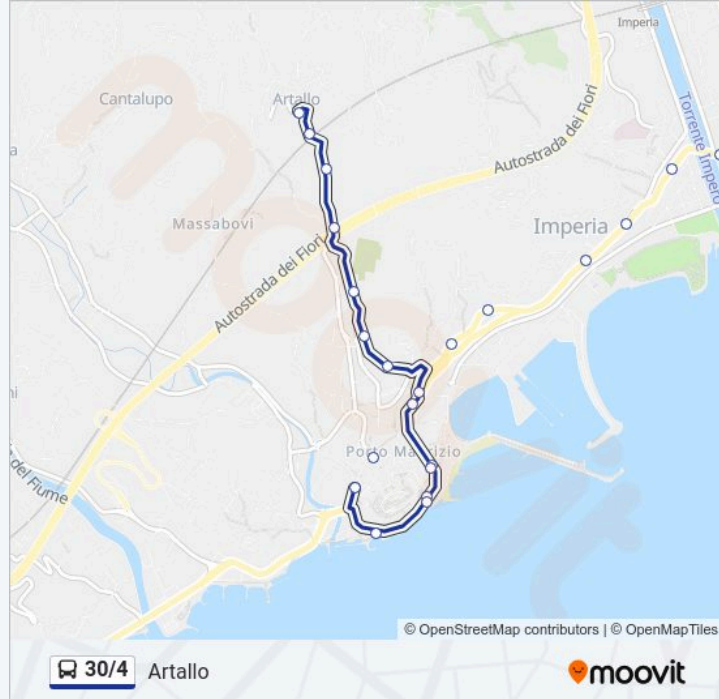 Imperia
Cantalupo
Artallo
Autostrada dei Fiori
Torrente Impero
Massabovi
Imperia
Autostrada dei Fiori
Porto Maurizio
del Fiume
© OpenStreetMap contributors | © OpenMapTiles
30/4 Artallo
moovit